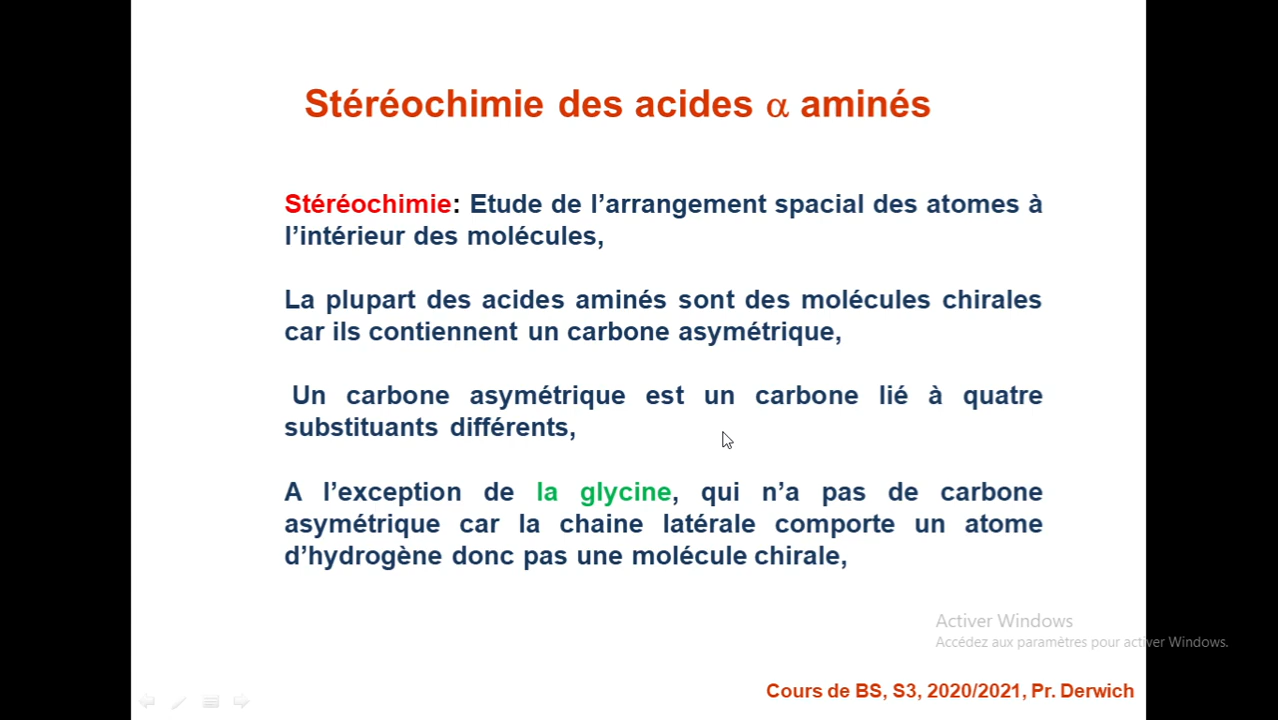 Stéréochimie des acides α aminés
Stéréochimie: Etude de l’arrangement spacial des atomes à
l’intérieur des molécules,
La plupart des acides aminés sont des molécules chirales
car ils contiennent un carbone asymétrique,
Un carbone asymétrique est un carbone lié à quatre
substituants différents,
A l’exception de la glycine, qui n’a pas de carbone
asymétrique car la chaine latérale comporte un atome
d’hydrogène donc pas une molécule chirale,
Activer Windows
Accédez aux paramètres pour activer Windows.
Cours de BS, S3, 2020/2021, Pr. Derwich